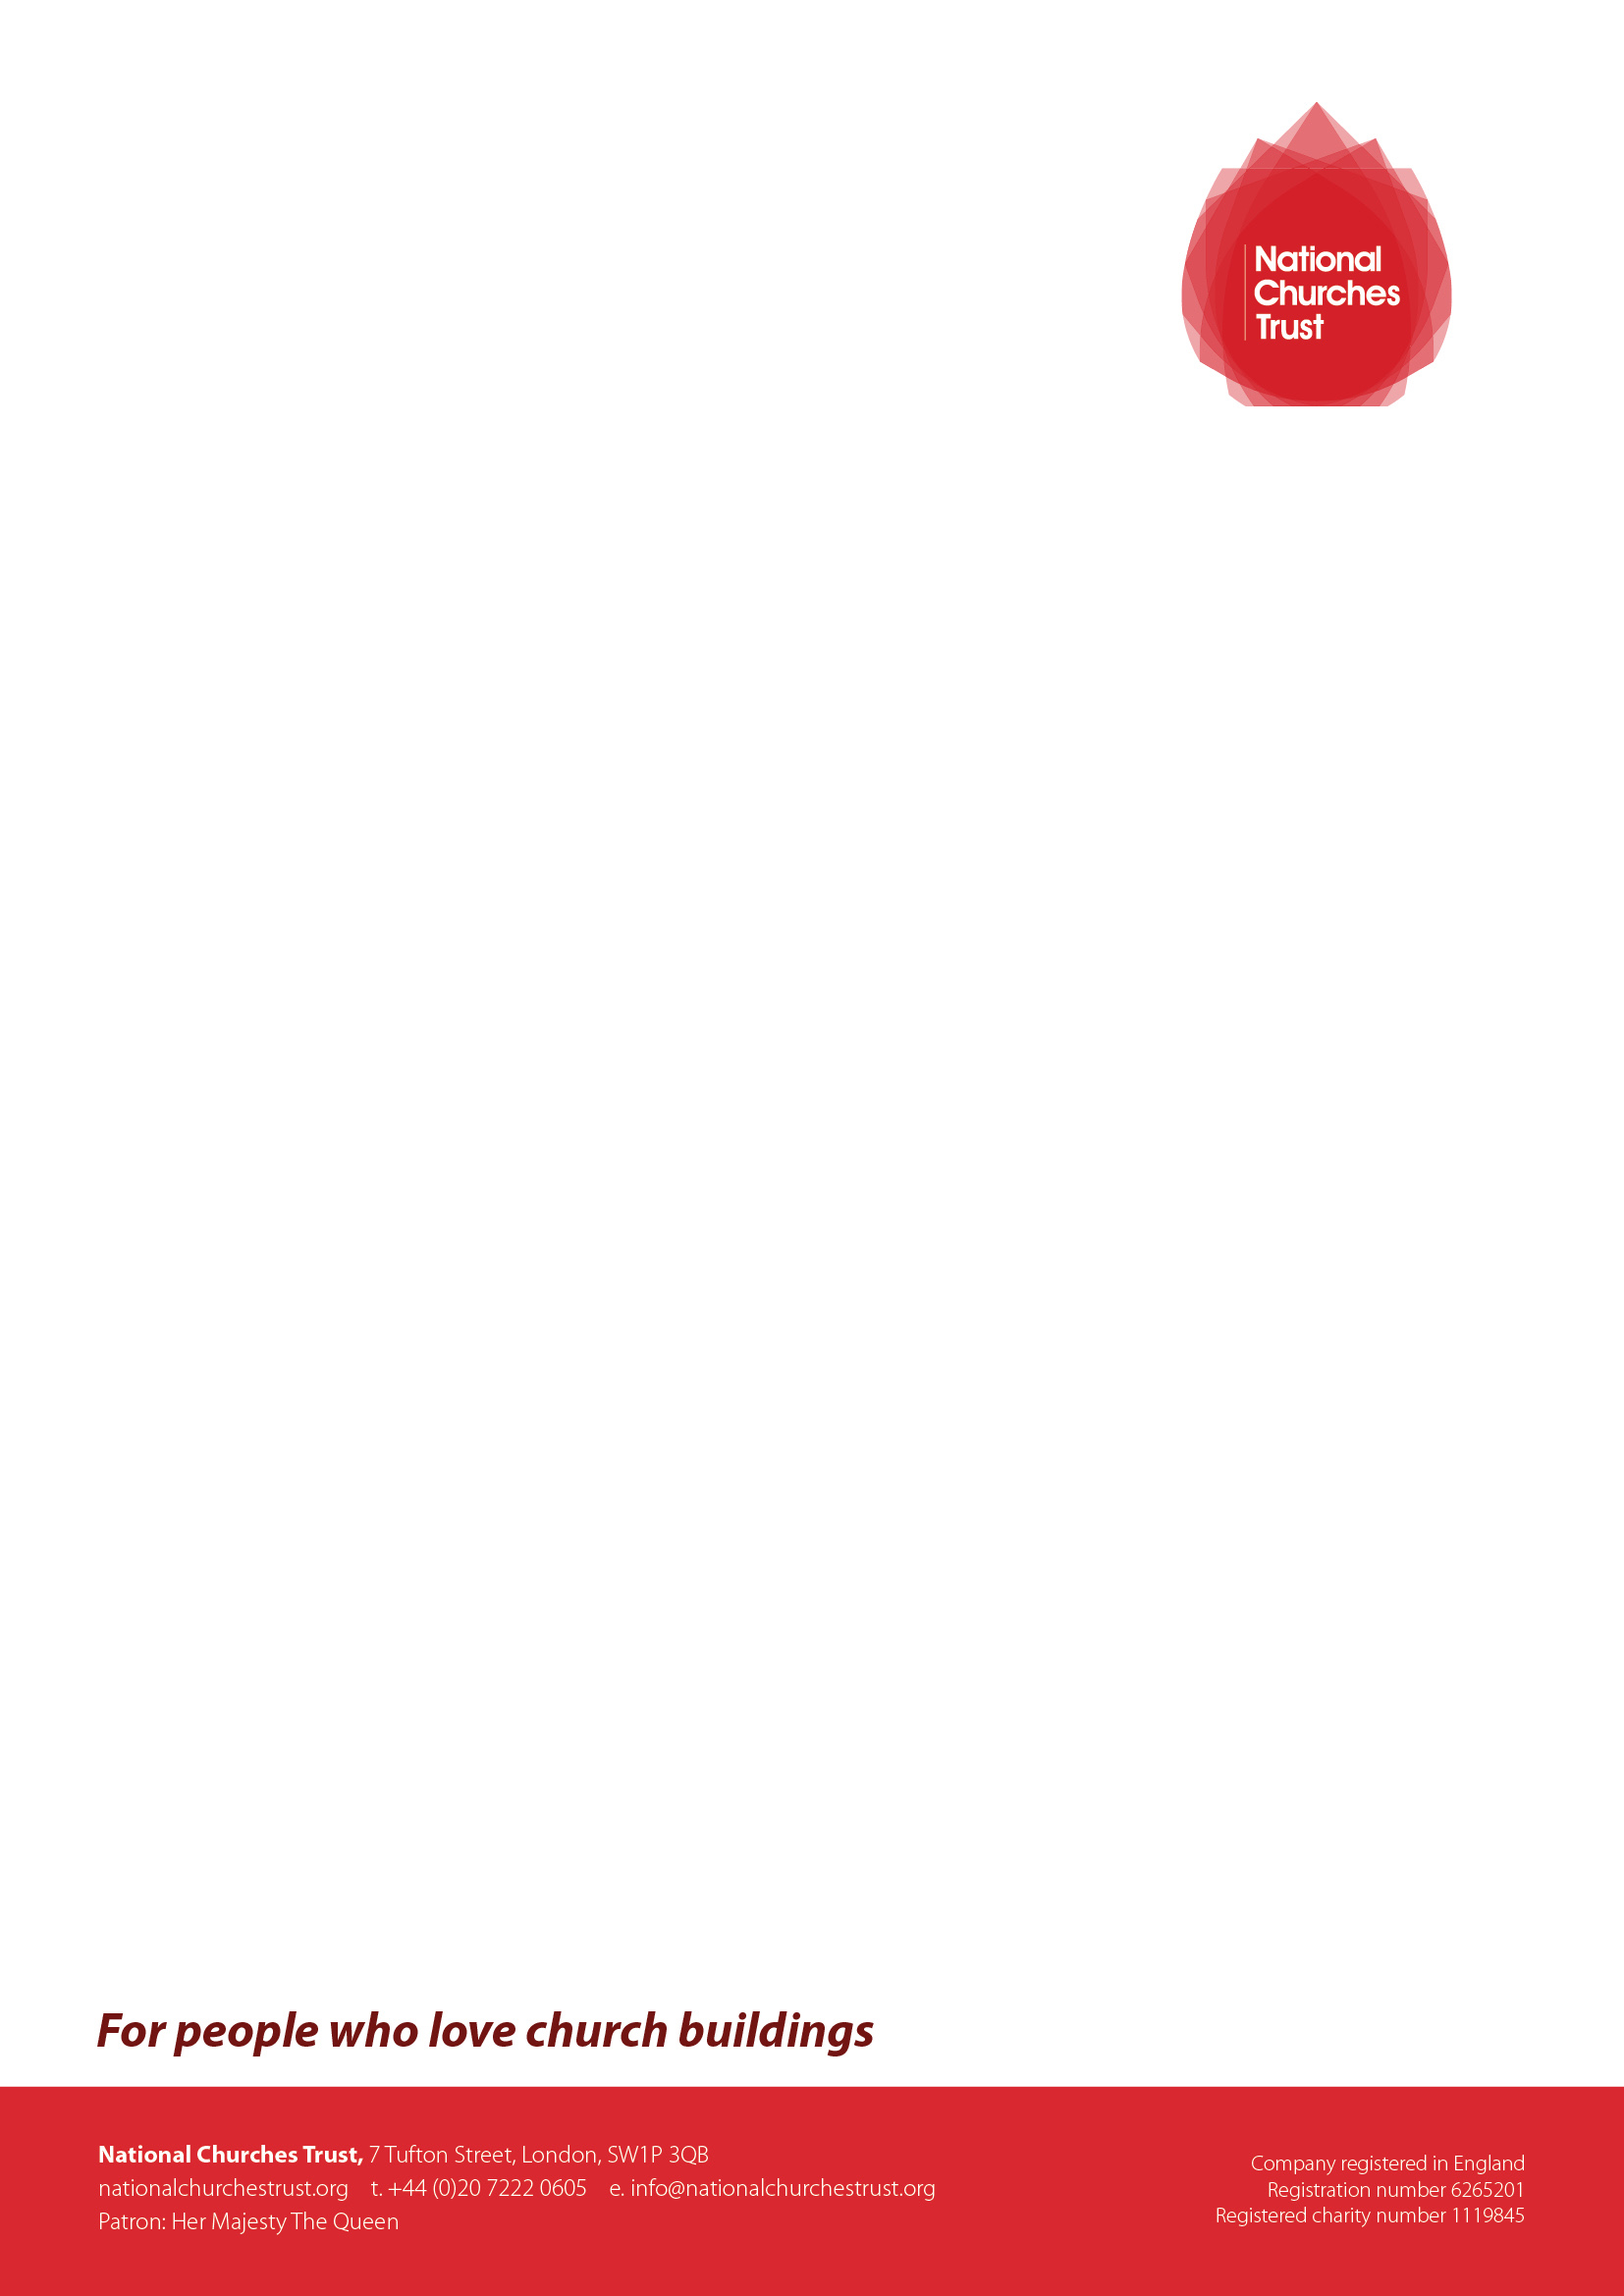 National
Churches
Trust
For people who love church buildings
National Churches Trust, 7 Tufton Street, London, SW1P 3QB
nationalchurchestrust.org t. +44 (0)20 7222 0605 e. info@nationalchurchestrust.org
Patron: Her Majesty The Queen
Company registered in England
Registration number 6265201
Registered charity number 1119845